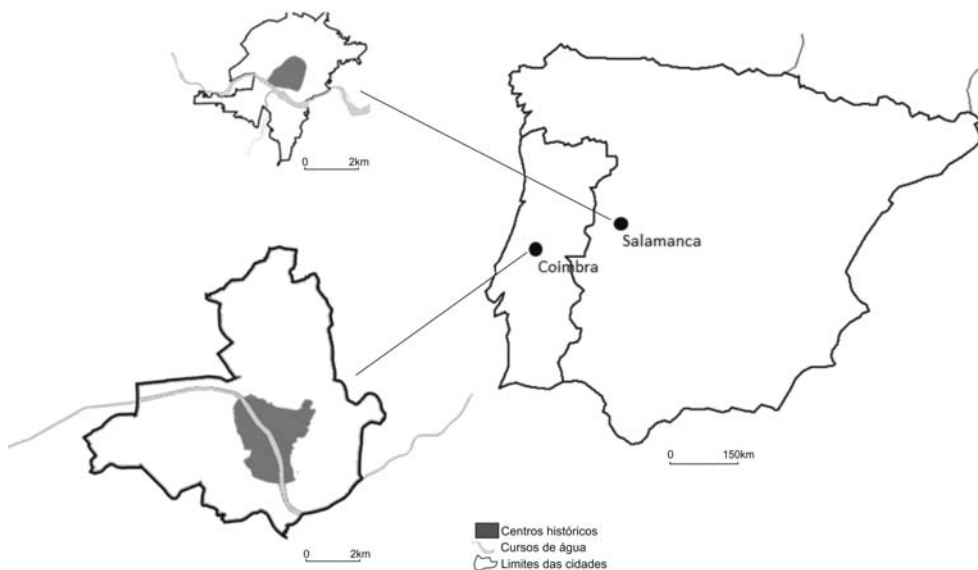 0 2km
Salamanca
Coimbra
0 150km
0 2km
Centros históricos
Cursos de água
Limites das cidades